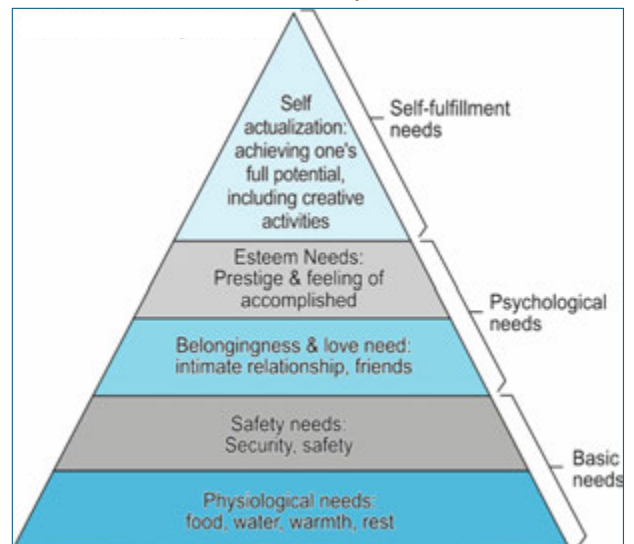 Self
actualization:
achieving one's
full potential,
including creative
activities
Self-fulfillment
needs
Esteem Needs:
Prestige & feeling of
accomplished
Psychological
needs
Belongingness & love need:
intimate relationship, friends
Safety needs:
Security, safety
Basic
needs
Physiological needs:
food, water, warmth, rest